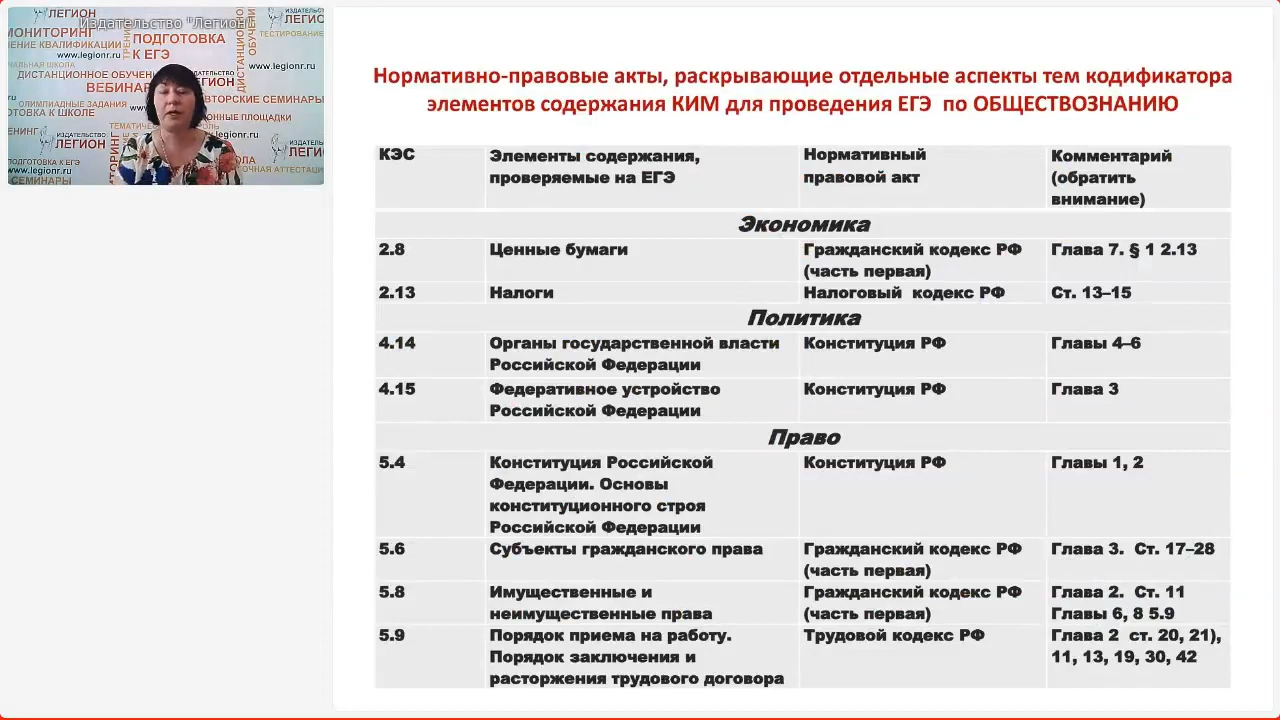 Издательство "Легион"
ЛЕГИОН
МОНИТОРИНГ
ПОДГОТОВКА
К ЕГЭ
www.legionr.ru
www.legionr.ru
ВЕБИНАР
АВТОРСКИЕ СЕМИНАРЫ
ОЛИМПИАДНЫЕ ЗАДАНИЯ
ИЗДАТЕЛЬСТВО
ЛЕГИОН
www.legionr.ru
СЕМИНАРЫ
Нормативно-правовые акты, раскрывающие отдельные аспекты тем кодификатора
элементов содержания КИМ для проведения ЕГЭ по ОБЩЕСТВОЗНАНИЮ
КЭС Элементы содержания, Нормативный Комментарий
проверяемые на ЕГЭ правовой акт (обратить
внимание)
Экономика
2.8 Ценные бумаги Гражданский кодекс РФ Глава 7. § 1 2.13
(часть первая)
2.13 Налоги Налоговый кодекс РФ Ст. 13–15
Политика
4.14 Органы государственной власти Конституция РФ Главы 4–6
Российской Федерации
4.15 Федеративное устройство Конституция РФ Глава 3
Российской Федерации
Право
5.4 Конституция Российской Конституция РФ Главы 1, 2
Федерации. Основы
конституционного строя
Российской Федерации
5.6 Субъекты гражданского права Гражданский кодекс РФ Глава 3. Ст. 17–28
(часть первая)
5.8 Имущественные и Гражданский кодекс РФ Глава 2. Ст. 11
неимущественные права (часть первая) Главы 6, 8 5.9
5.9 Порядок приема на работу. Трудовой кодекс РФ Глава 2 ст. 20, 21),
Порядок заключения и 11, 13, 19, 30, 42
расторжения трудового договора